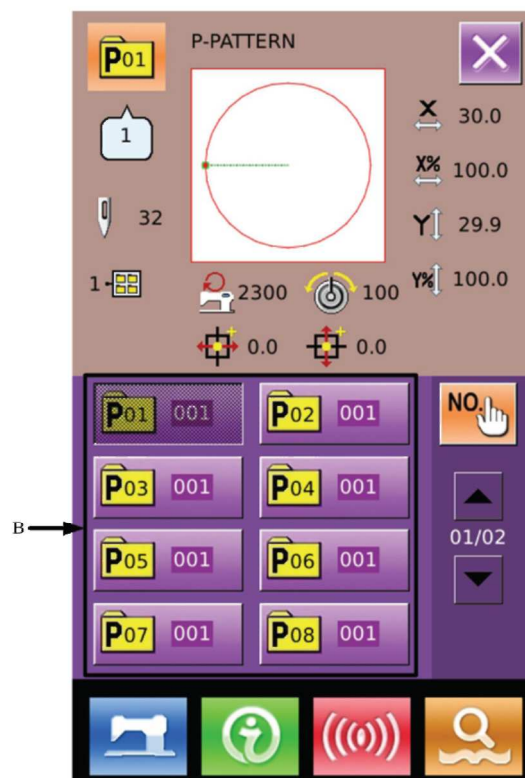 P01 P-PATTERN
1
X 30.0
X% 100.0
32
Y 29.9
1 2300 100 Y% 100.0
0.0 0.0
P01 001 P02 001 NO.
P03 001 P04 001
B 01/02
P05 001 P06 001
P07 001 P08 001